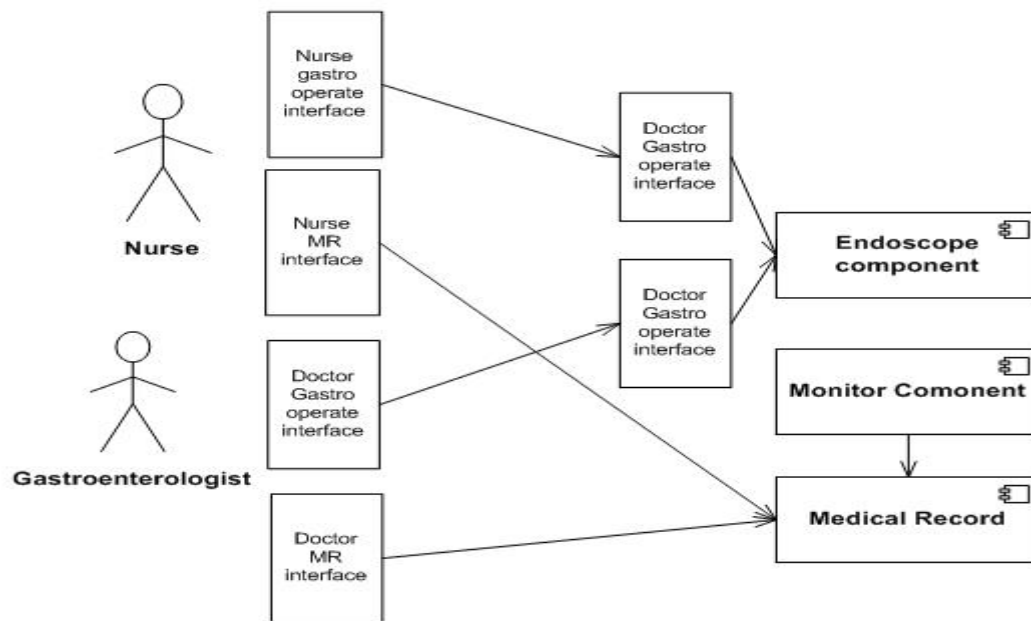 Nurse
gastro
operate
interface
Doctor
Gastro
operate
interface
Nurse
Nurse
MR
interface
Endoscope
component
Doctor
Gastro
operate
interface
Monitor Comonent
Gastroenterologist
Doctor
Gastro
operate
interface
Medical Record
Doctor
MR
interface